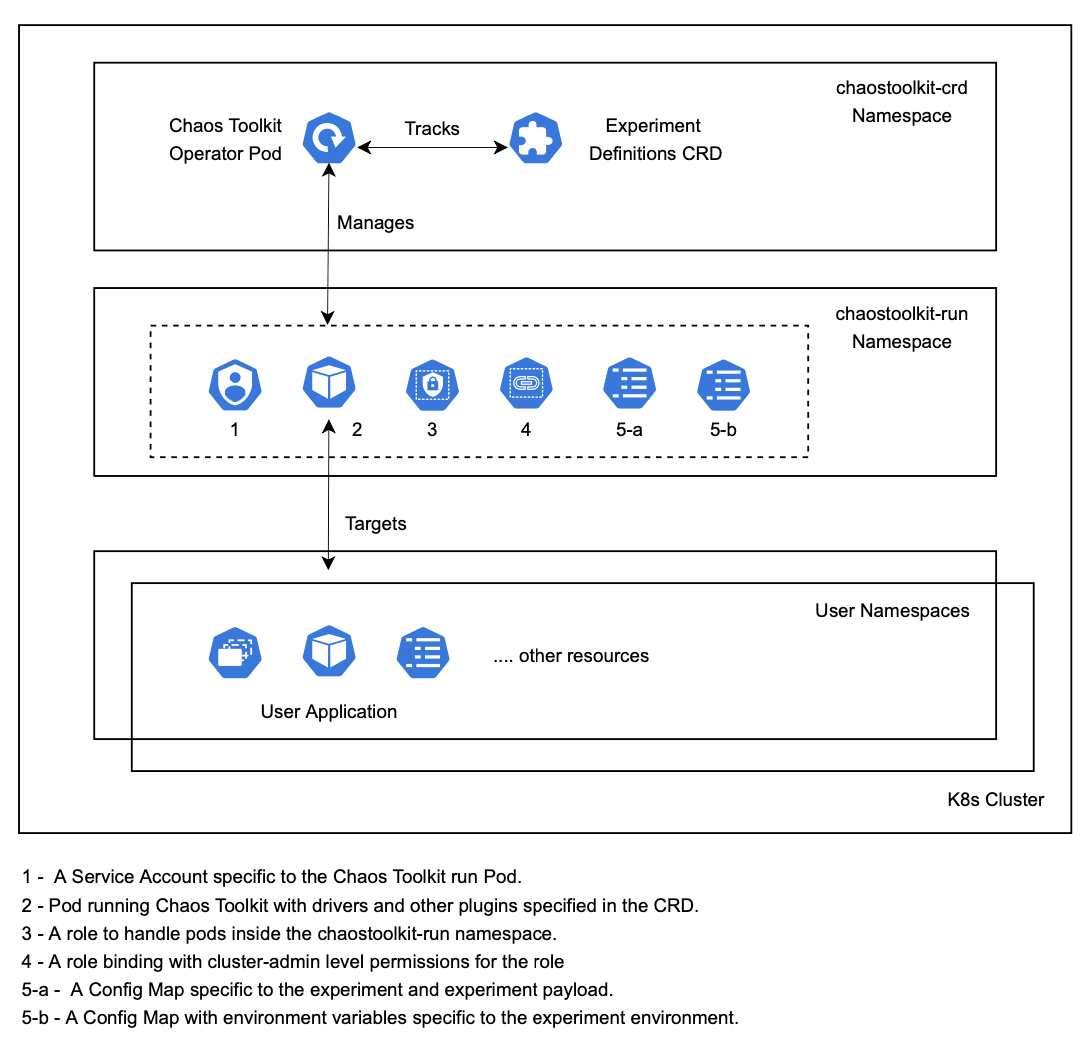 chaostoolkit-crd
Namespace
Chaos Toolkit
Operator Pod
Tracks
Experiment
Definitions CRD
Manages
chaostoolkit-run
Namespace
1
2
3
4
5-a
5-b
Targets
User Namespaces
.... other resources
User Application
K8s Cluster
1 -  A Service Account specific to the Chaos Toolkit run Pod.
2 - Pod running Chaos Toolkit with drivers and other plugins specified in the CRD.
3 - A role to handle pods inside the chaostoolkit-run namespace.
4 - A role binding with cluster-admin level permissions for the role
5-a -  A Config Map specific to the experiment and experiment payload.
5-b - A Config Map with environment variables specific to the experiment environment.